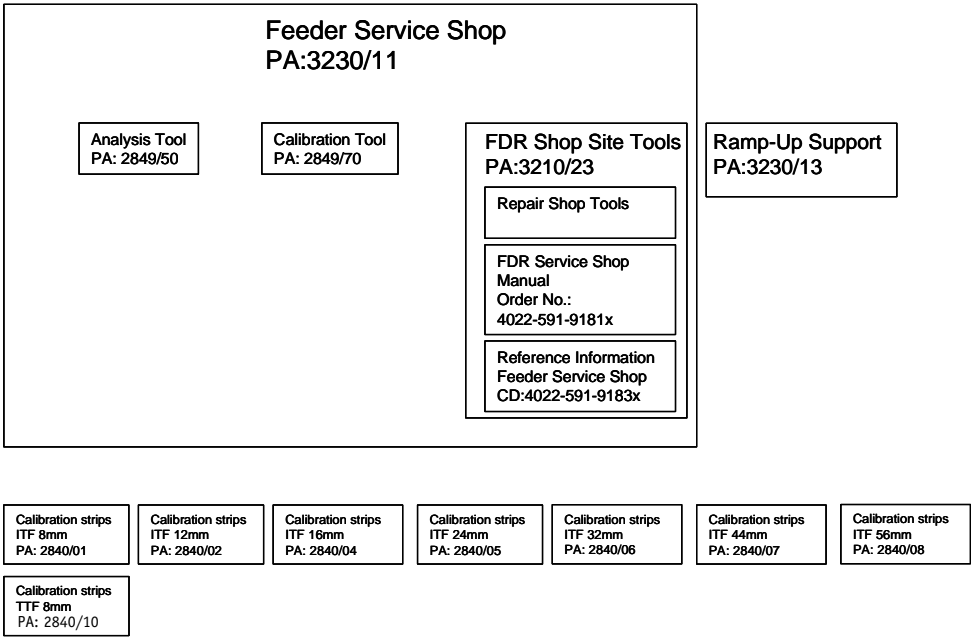 Feeder Service Shop
PA:3230/11
Analysis Tool
PA: 2849/50
Calibration Tool
PA: 2849/70
FDR Shop Site Tools
PA:3210/23
Repair Shop Tools
FDR Service Shop
Manual
Order No.:
4022-591-9181x
Reference Information
Feeder Service Shop
CD:4022-591-9183x
Ramp-Up Support
PA:3230/13
Calibration strips
ITF 8mm
PA: 2840/01
Calibration strips
ITF 12mm
PA: 2840/02
Calibration strips
ITF 16mm
PA: 2840/04
Calibration strips
ITF 24mm
PA: 2840/05
Calibration strips
ITF 32mm
PA: 2840/06
Calibration strips
ITF 44mm
PA: 2840/07
Calibration strips
ITF 56mm
PA: 2840/08
Calibration strips
TTF 8mm
PA: 2840/10